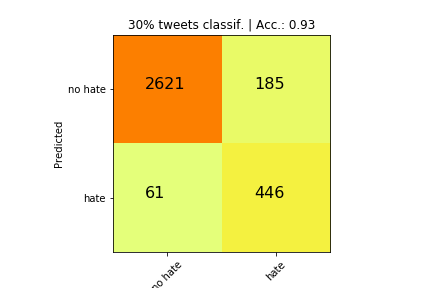 30% tweets classif. | Acc.: 0.93
no hate
2621
185
Predicted
hate
61
446
no hate
hate